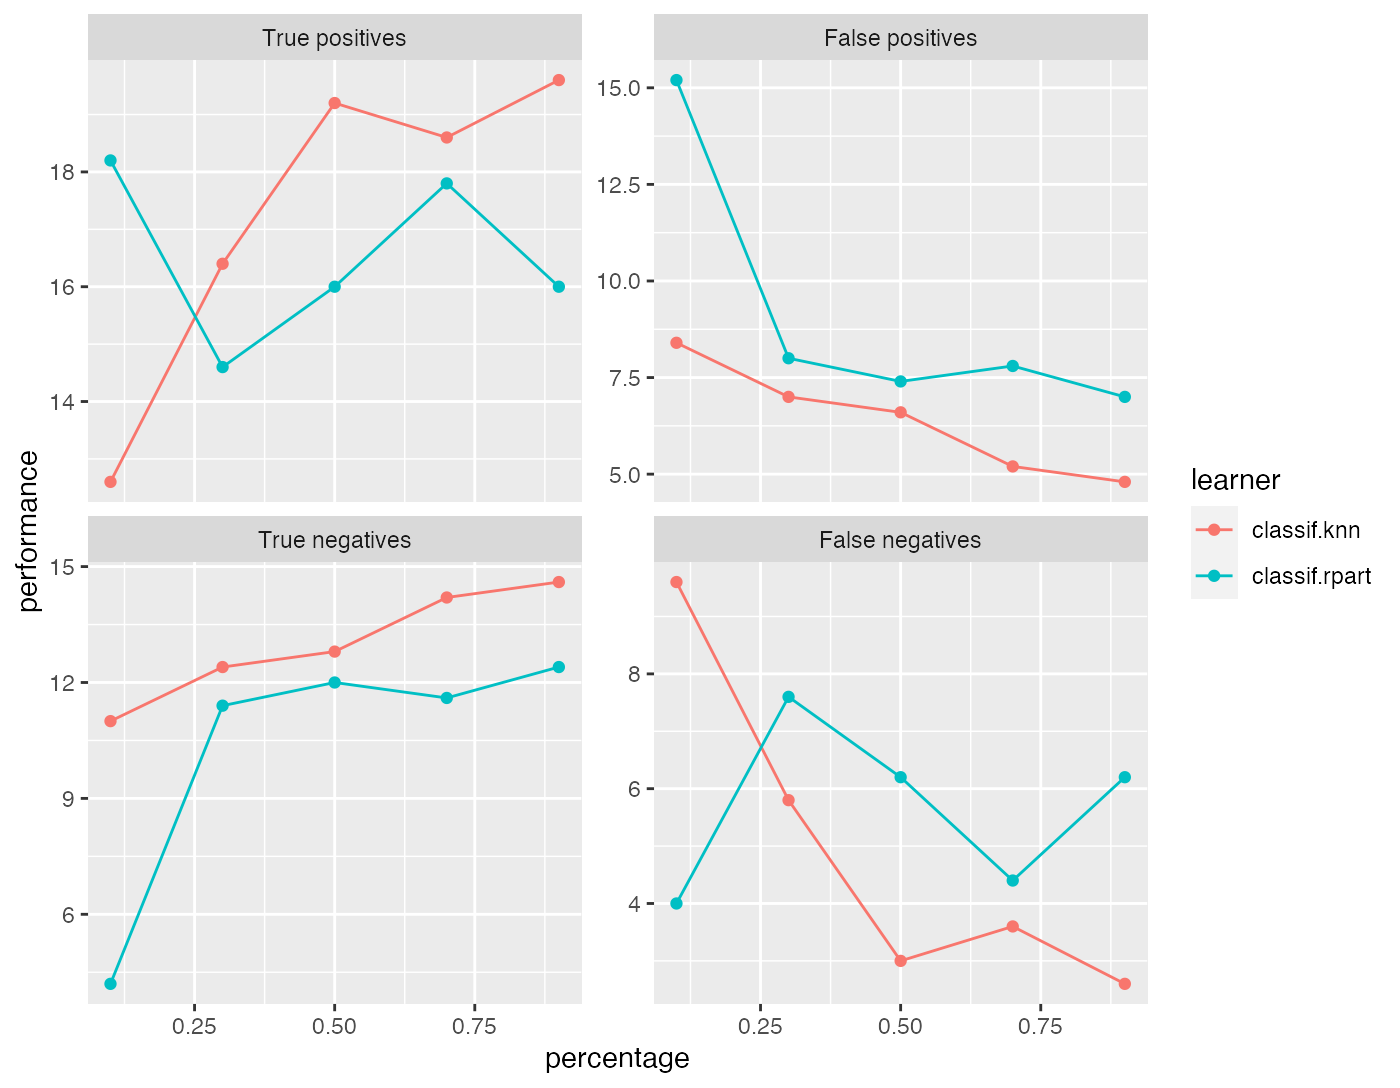 True positives
False positives
18
16
14
15.0
12.5
10.0
7.5
5.0
performance
True negatives
False negatives
15
12
9
6
8
6
4
0.25 0.50 0.75
0.25 0.50 0.75
percentage
learner
classif.knn
classif.rpart